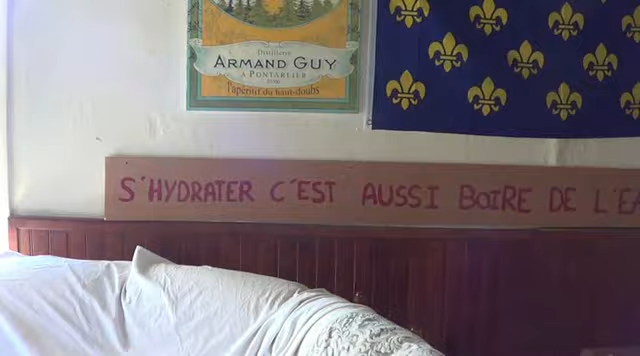 Distillerie
ARMAND GUY
A PONTARLIER
l'apéritif du haut-doubs
S'HYDRATER C'EST AUSSI BOIRE DE L'EA